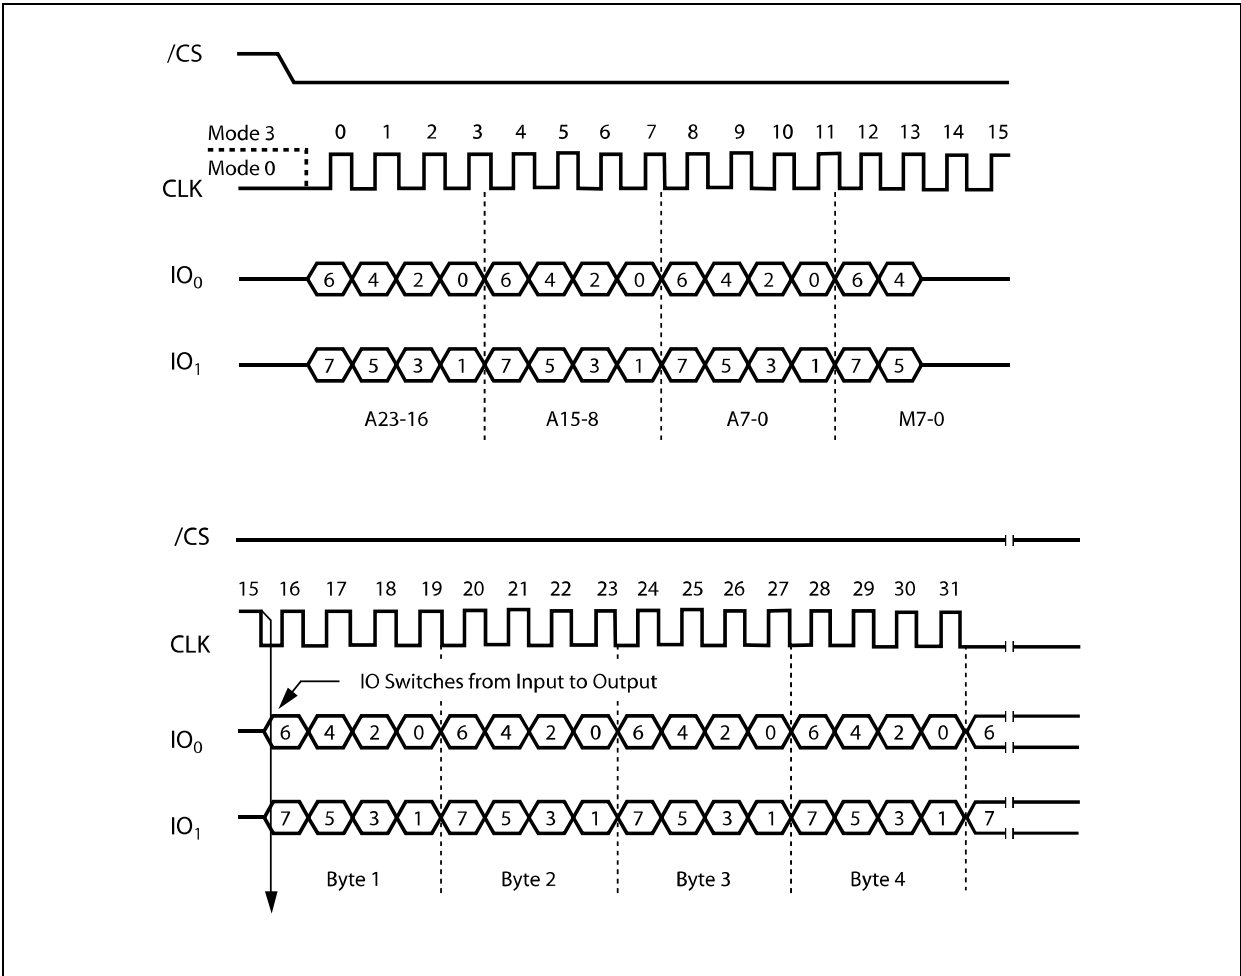 /CS
Mode 3 0 1 2 3 4 5 6 7 8 9 10 11 12 13 14 15
Mode 0
CLK
IO0 6 4 2 0 6 4 2 0 6 4 2 0 6 4
IO1 7 5 3 1 7 5 3 1 7 5 3 1 7 5
A23-16 A15-8 A7-0 M7-0
/CS
15 16 17 18 19 20 21 22 23 24 25 26 27 28 29 30 31
CLK
IO Switches from Input to Output
IO0 6 4 2 0 6 4 2 0 6 4 2 0 6 4 2 0 6
IO1 7 5 3 1 7 5 3 1 7 5 3 1 7 5 3 1 7
Byte 1 Byte 2 Byte 3 Byte 4